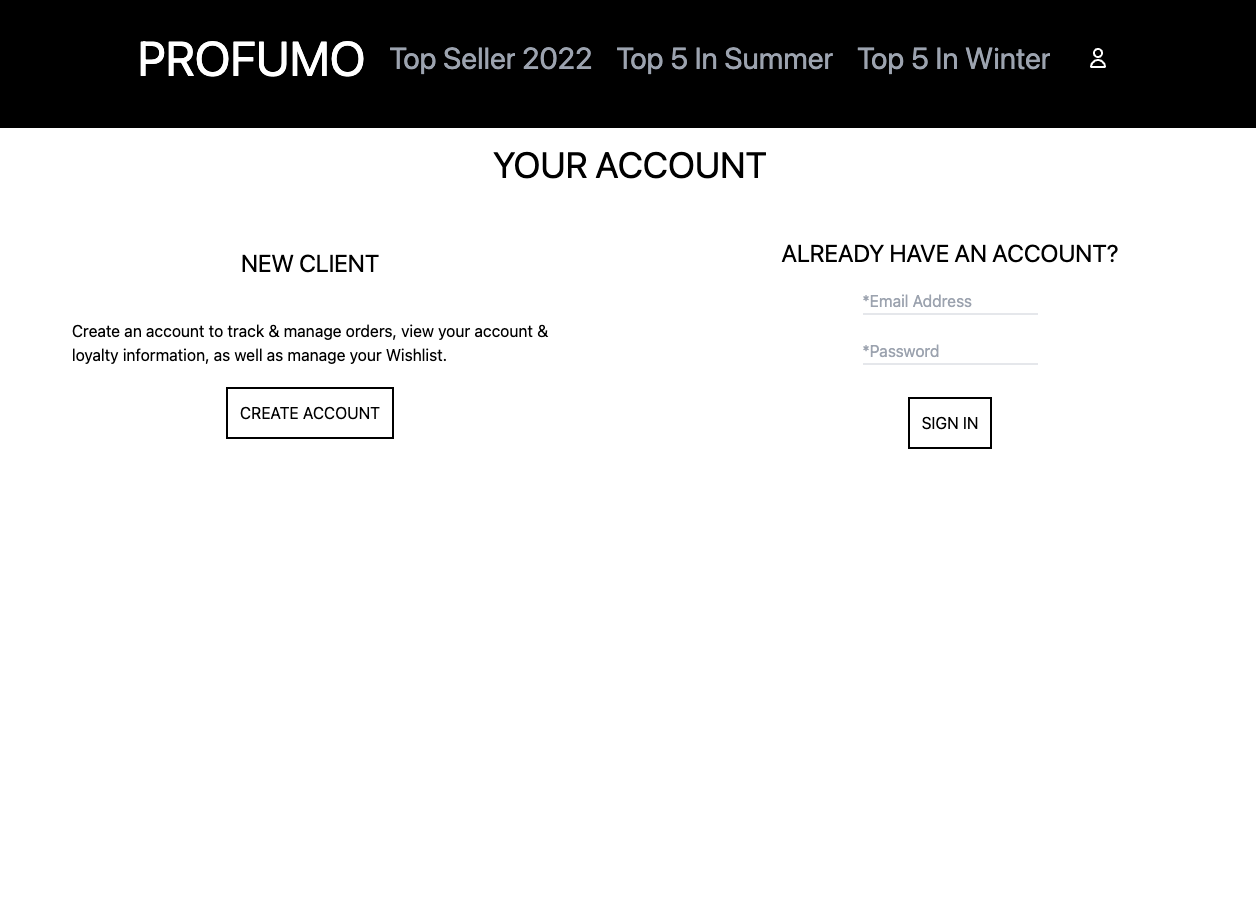 PROFUMO Top Seller 2022 Top 5 In Summer Top 5 In Winter
YOUR ACCOUNT
NEW CLIENT
Create an account to track & manage orders, view your account &
loyalty information, as well as manage your Wishlist.
CREATE ACCOUNT
ALREADY HAVE AN ACCOUNT?
*Email Address
*Password
SIGN IN